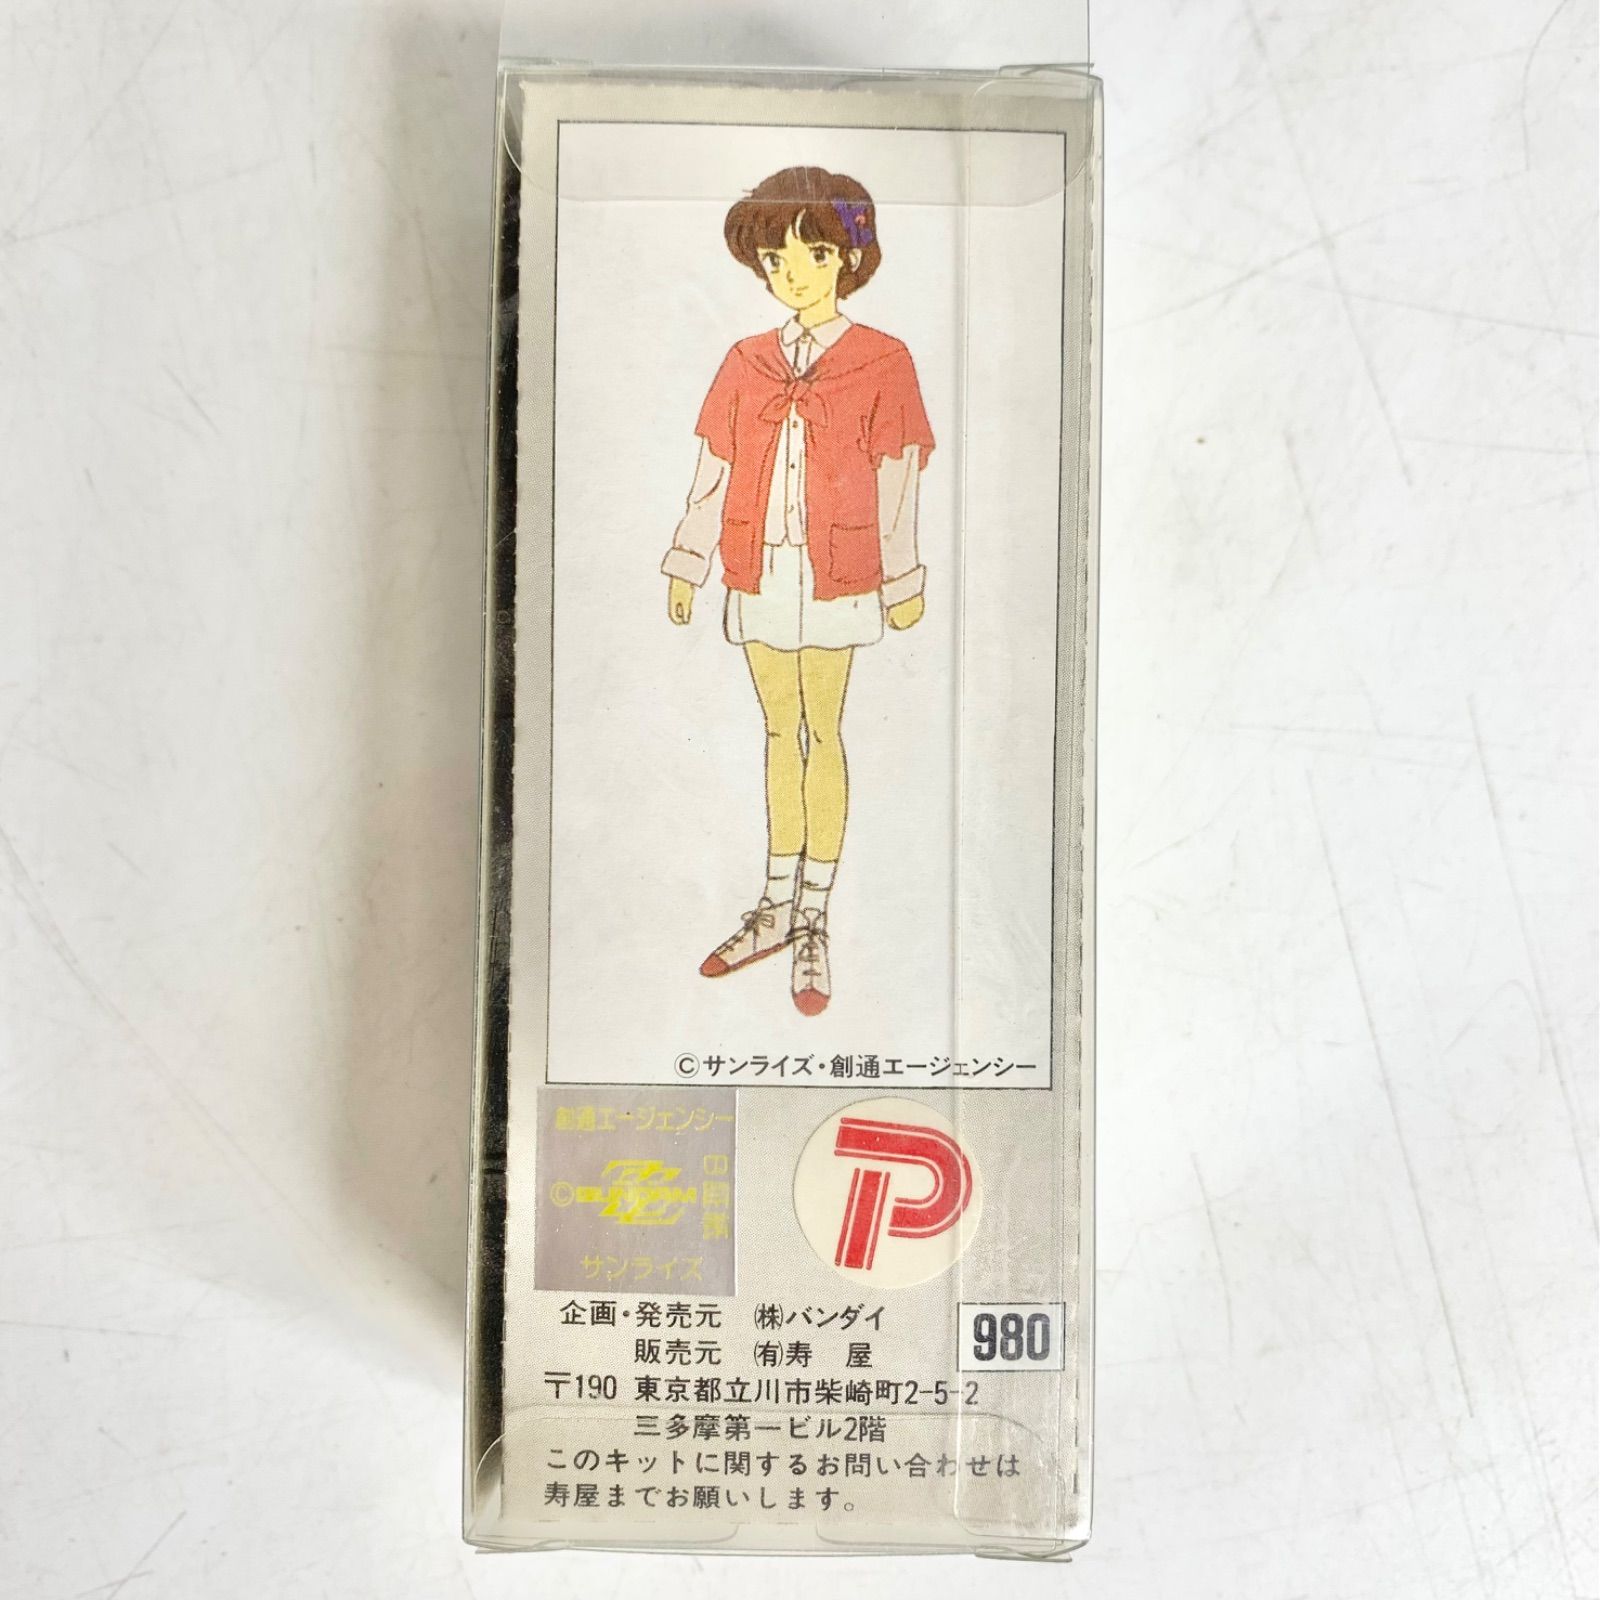 ©サンライズ・創通エージェンシー
創通エージェンシー
©GUNDAM ZZ
サンライズ
P
企画・発売元 ㈱バンダイ
販売元 ㈲寿 屋
980
〒190 東京都立川市柴崎町2-5-2
三多摩第一ビル2階
このキットに関するお問い合わせは
寿屋までお願いします。